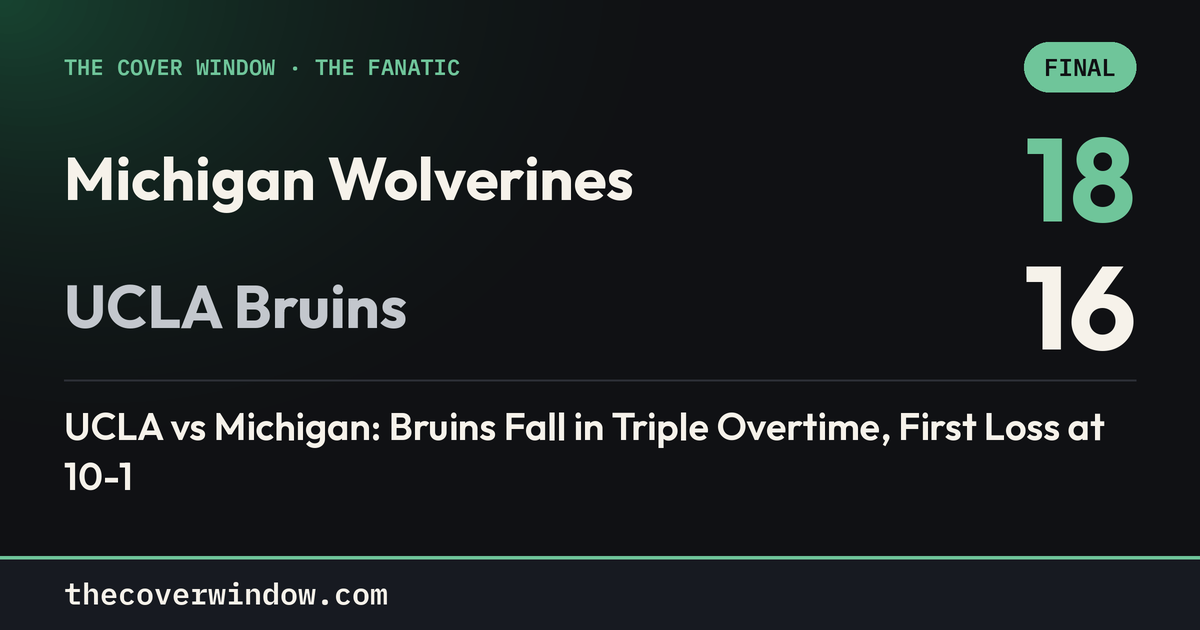 THE COVER WINDOW · THE FANATIC
FINAL
Michigan Wolverines
18
UCLA Bruins
16
UCLA vs Michigan: Bruins Fall in Triple Overtime, First Loss at
10-1
thecoverwindow.com